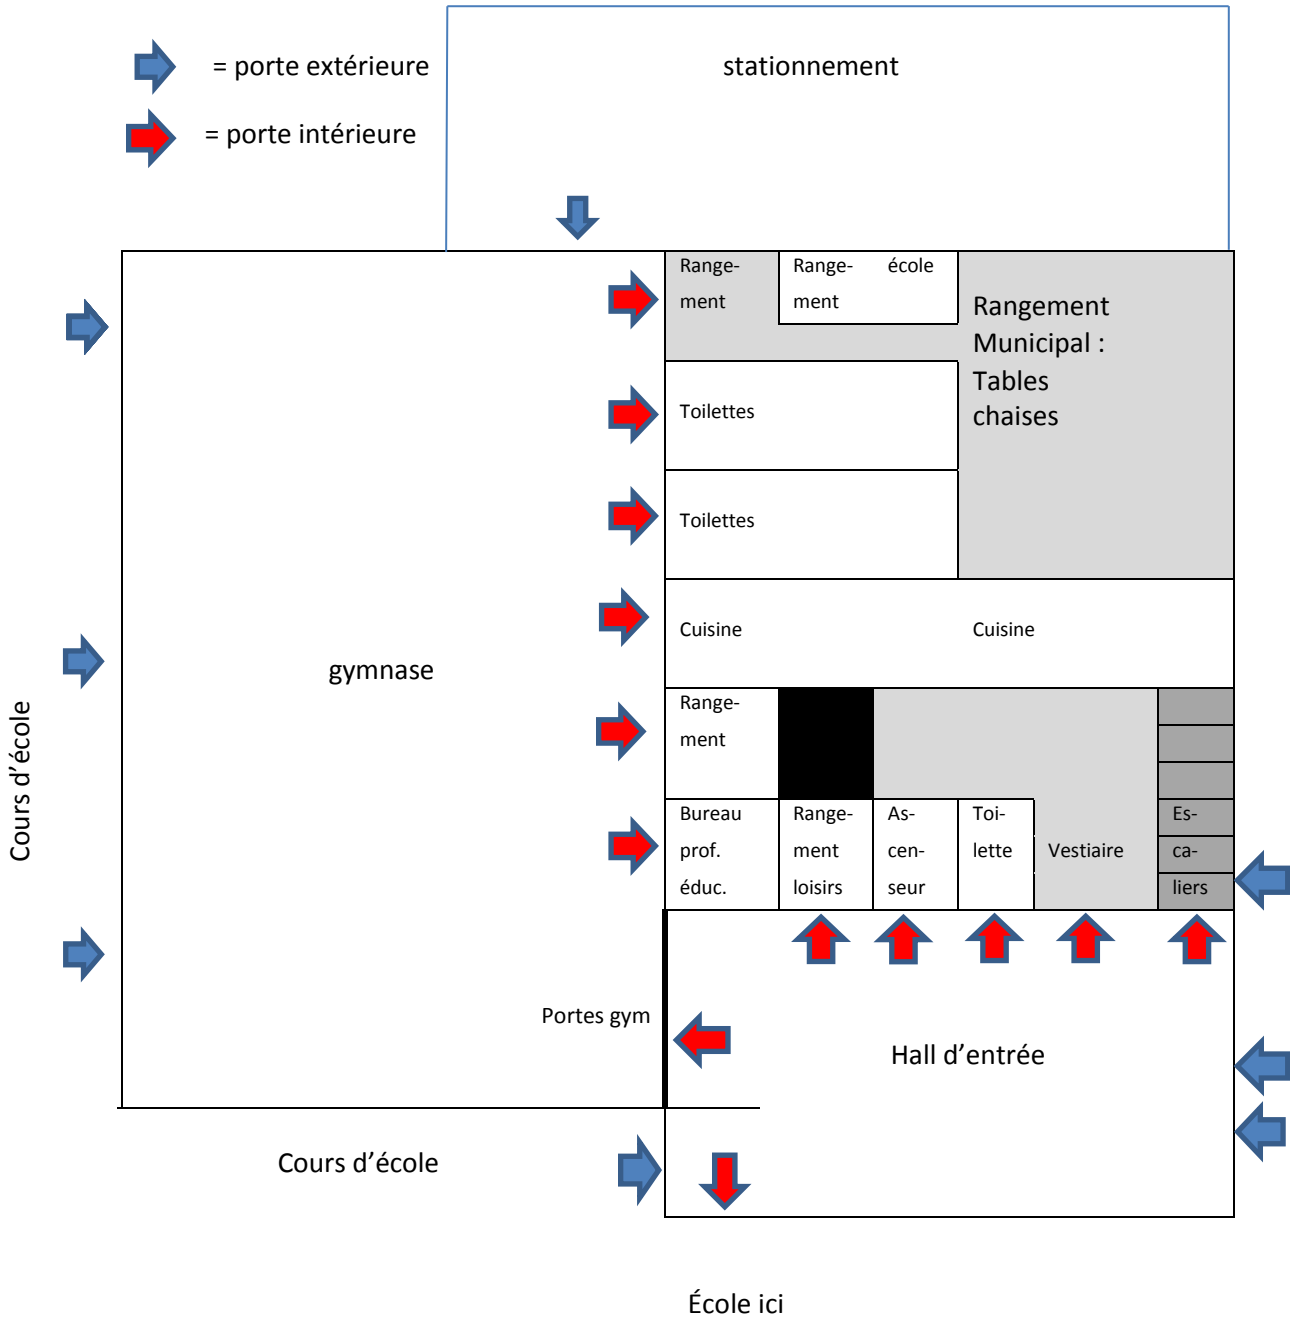 = porte extérieure
stationnement
= porte intérieure
Range-
ment
Range- école
ment
Rangement
Municipal :
Tables
chaises
Toilettes
Toilettes
Cuisine
Cuisine
gymnase
Cours d'école
Range-
ment
Bureau
prof.
éduc.
Range-
ment
loisirs
As-
cen-
seur
Toi-
lette
Vestiaire
Es-
ca-
liers
Portes gym
Hall d'entrée
Cours d'école
École ici